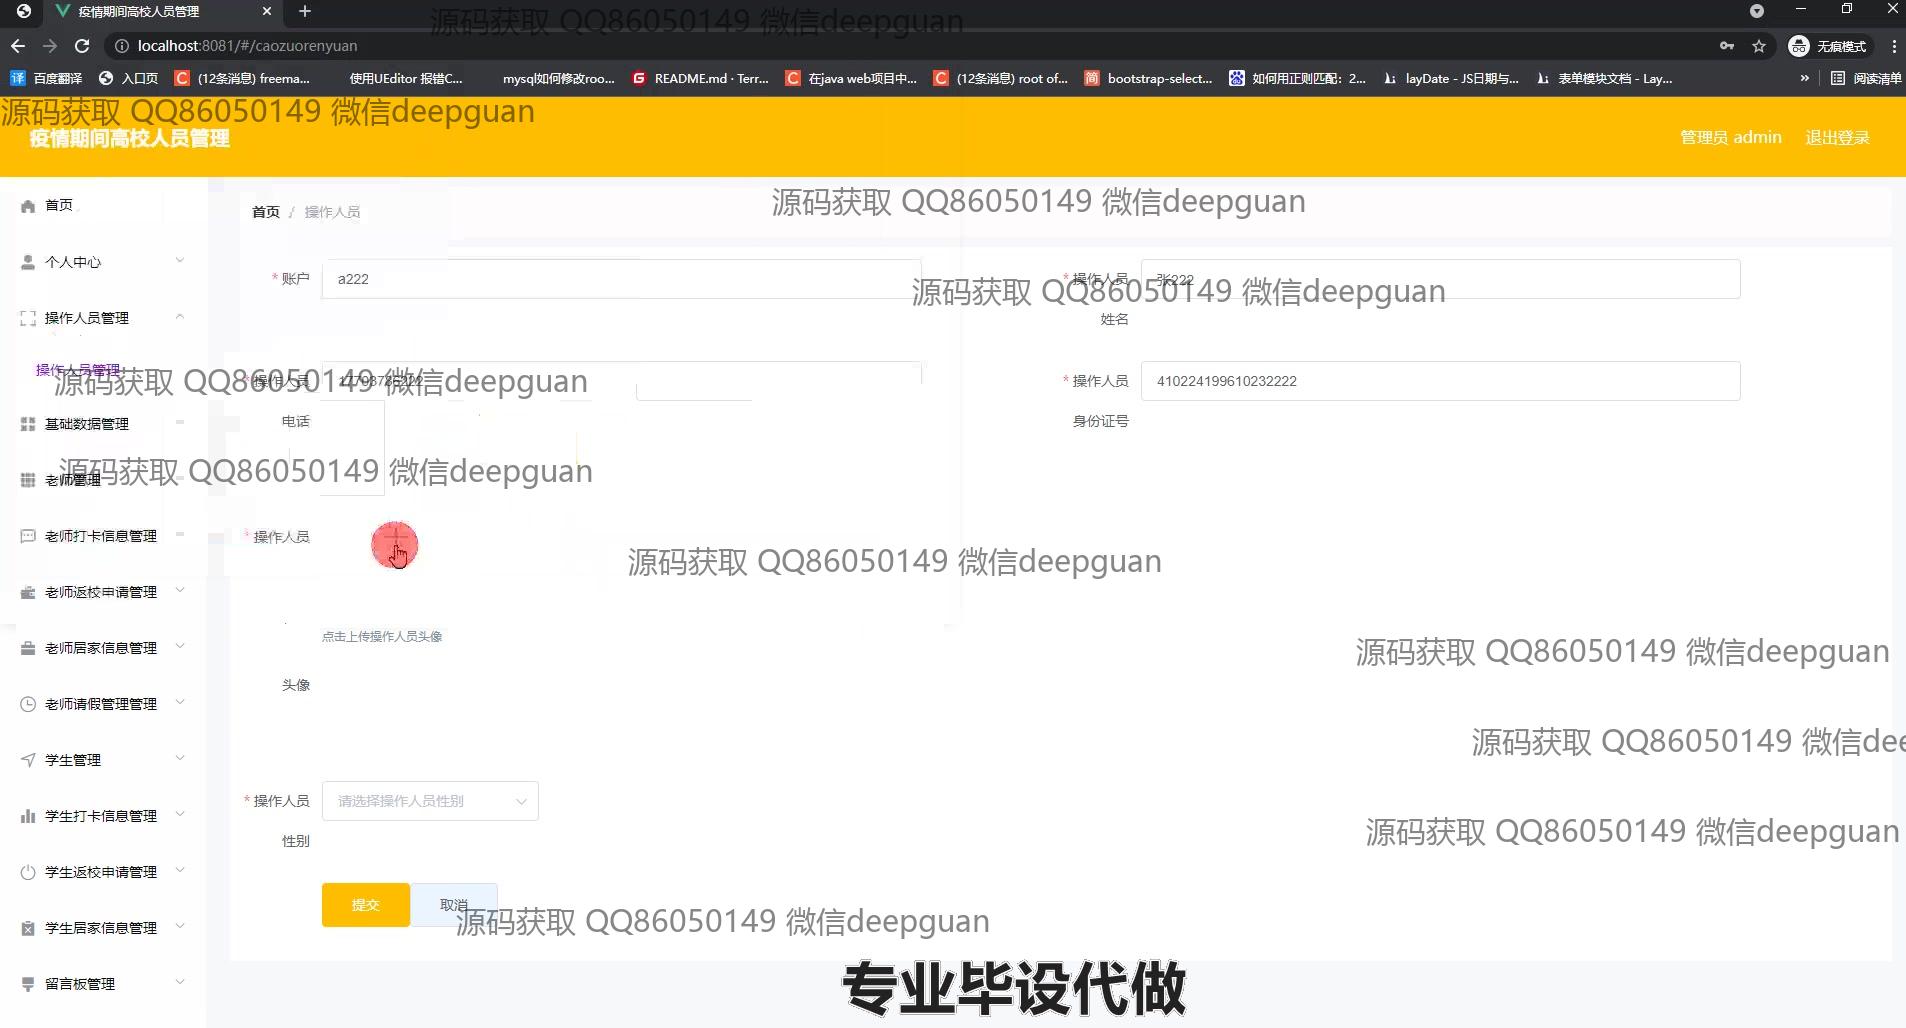 疫情期间高校人员管理
源码获取 QQ86050149 微信deepguan
localhost:8081/#/caozuorenyuan
无痕模式
百度翻译
入口页
(12条消息) freema...
使用UEditor 报错C...
mysql如何修改roo...
README.md · Terr...
在java web项目中...
(12条消息) root of...
bootstrap-select...
如何用正则匹配：2...
layDate - JS日期与...
表单模块文档 - Lay...
»
阅读清单
源码获取 QQ86050149 微信deepguan
疫情期间高校人员管理
管理员 admin
退出登录
首页
首页 / 操作人员
源码获取 QQ86050149 微信deepguan
个人中心
* 账户
a222
* 操作人员
张222
源码获取 QQ86050149 微信deepguan
姓名
操作人员管理
操作人员管理
源码获取 QQ86050149 微信deepguan
* 操作人员
* 操作人员
410224199610232222
基础数据管理
电话
身份证号
老师管理
源码获取 QQ86050149 微信deepguan
老师打卡信息管理
* 操作人员
源码获取 QQ86050149 微信deepguan
老师返校申请管理
点击上传操作人员头像
老师居家信息管理
源码获取 QQ86050149 微信deepguan
头像
老师请假管理管理
源码获取 QQ86050149 微信dee
学生管理
* 操作人员
请选择操作人员性别
学生打卡信息管理
源码获取 QQ86050149 微信deepguan
性别
学生返校申请管理
提交
取消
源码获取 QQ86050149 微信deepguan
学生居家信息管理
留言板管理
专业毕设代做